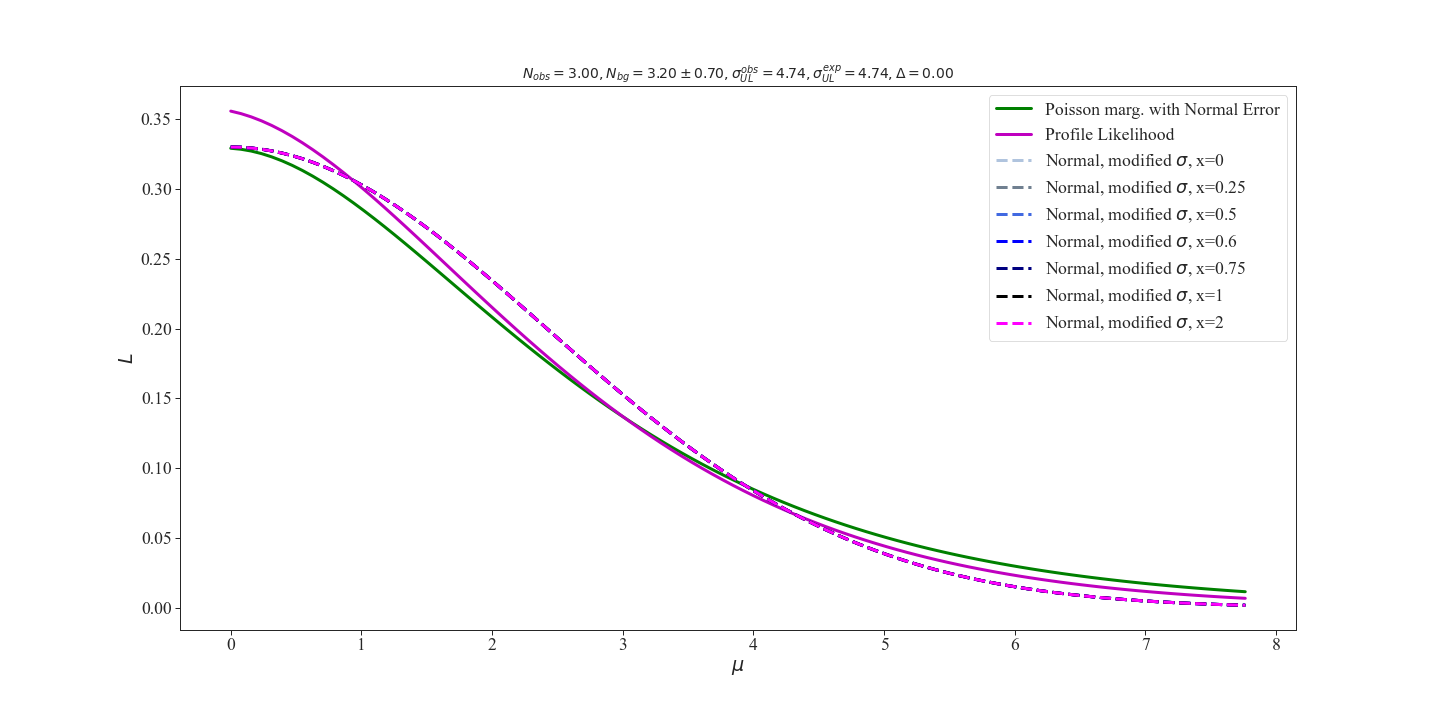 N_{obs} = 3.00, N_{bg} = 3.20 ± 0.70, σ_{UL}^{obs} = 4.74, σ_{UL}^{exp} = 4.74, Δ = 0.00
Poisson marg. with Normal Error
Profile Likelihood
Normal, modified σ, x=0
Normal, modified σ, x=0.25
Normal, modified σ, x=0.5
Normal, modified σ, x=0.6
Normal, modified σ, x=0.75
Normal, modified σ, x=1
Normal, modified σ, x=2
L
0.35
0.30
0.25
0.20
0.15
0.10
0.05
0.00
0 1 2 3 4 5 6 7 8
μ